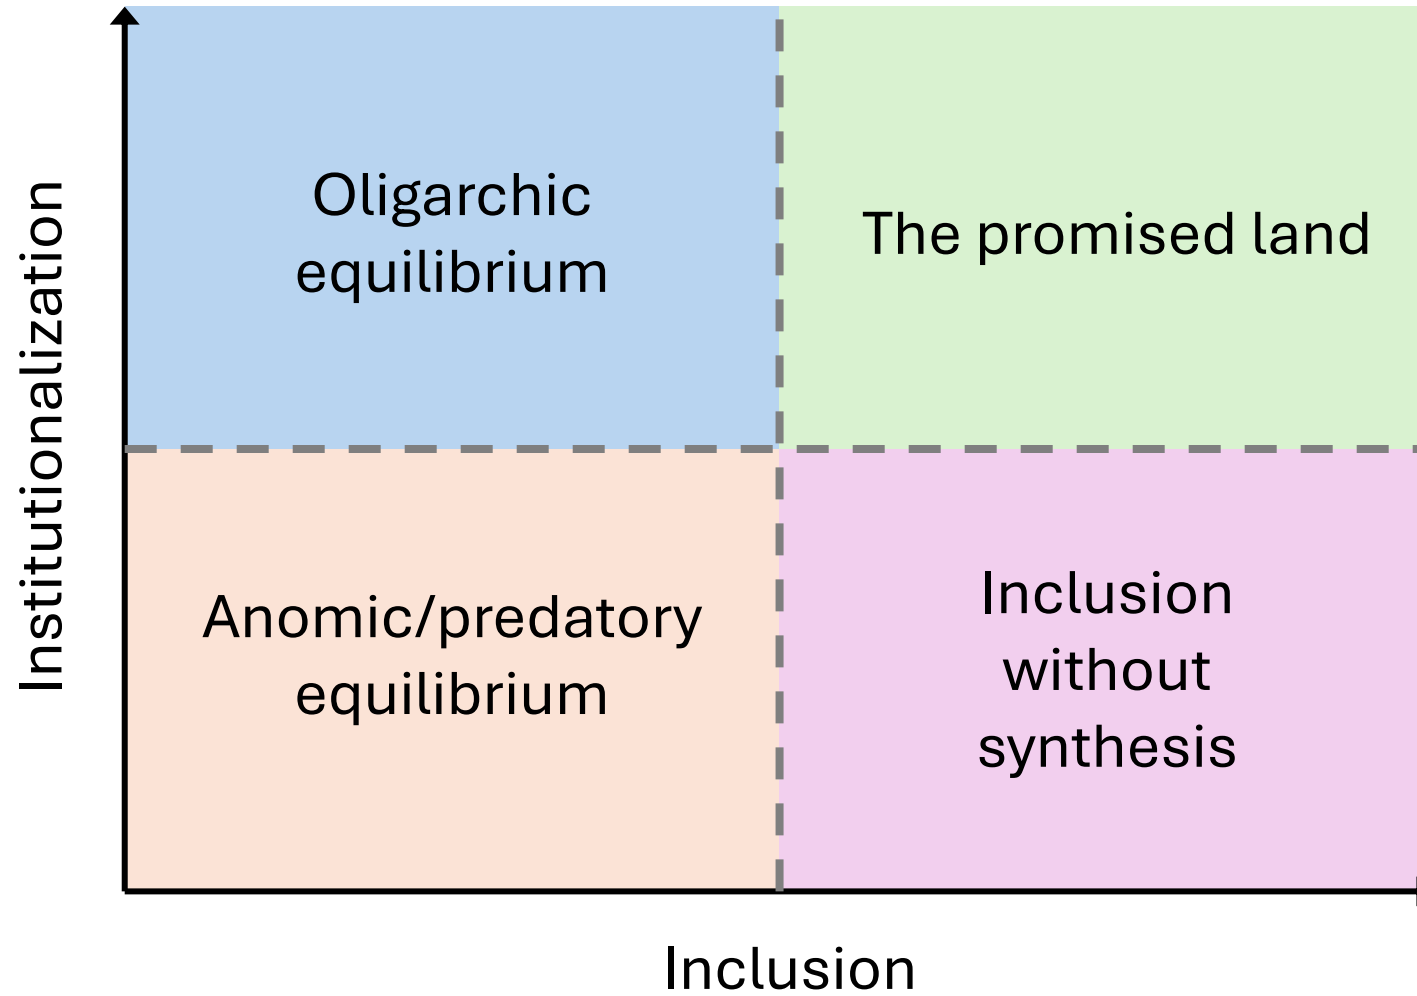 Institutionalization
Oligarchic
equilibrium
The promised land
Anomic/predatory
equilibrium
Inclusion
without
synthesis
Inclusion